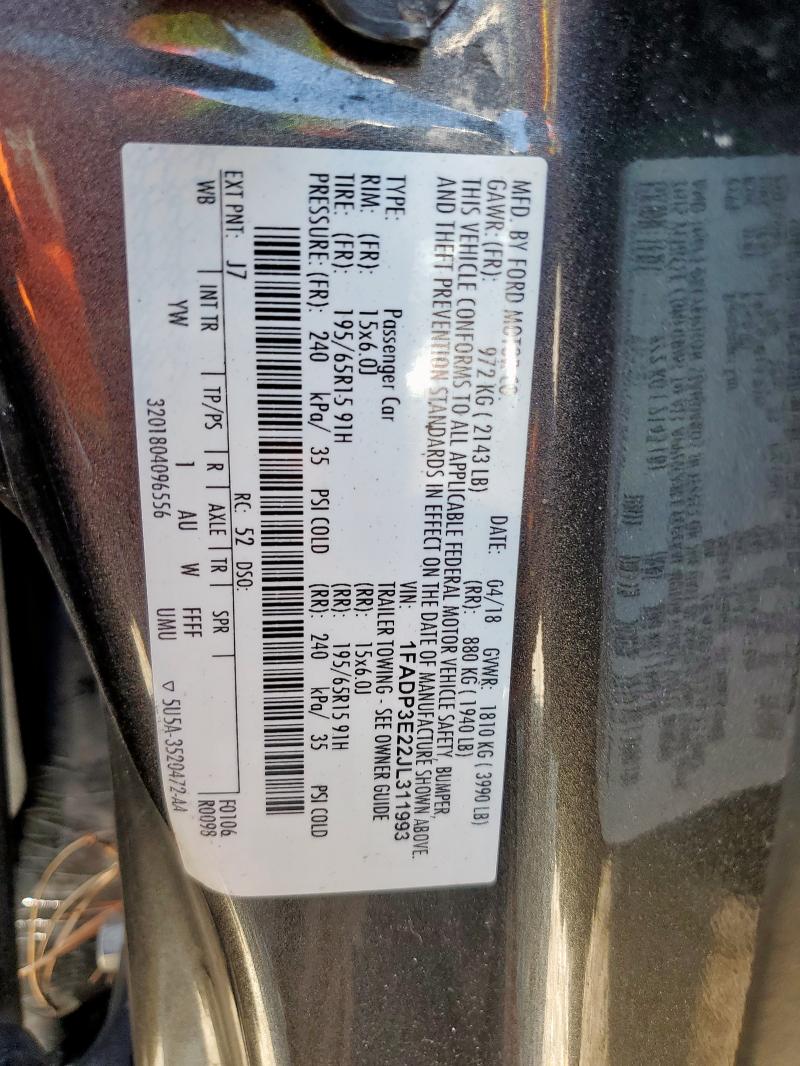 MFD. BY FORD MOTOR CO.
DATE: 04/18 GVWR: 1810 KG ( 3990 LB)
GAWR: (FR): 972 KG ( 2143 LB) (RR): 880 KG ( 1940 LB)
THIS VEHICLE CONFORMS TO ALL APPLICABLE FEDERAL MOTOR VEHICLE SAFETY, BUMPER,
AND THEFT PREVENTION STANDARDS IN EFFECT ON THE DATE OF MANUFACTURE SHOWN ABOVE.
VIN: 1FADP3E22JL311993
TYPE: Passenger Car TRAILER TOWING - SEE OWNER GUIDE
RIM: (FR): 15x6.0J (RR): 15x6.0J
TIRE: (FR): 195/65R15 91H (RR): 195/65R15 91H
PRESSURE: (FR): 240 kPa/ 35 PSI COLD (RR): 240 kPa/ 35 PSI COLD
EXT PNT: J7 RC: 52 DSO: F0106
WB INT TR TP/PS R AXLE TR SPR R0098
YW 1 AU W FFFF
3201804096556 UMU ▽ 5U5A-3520472-AA